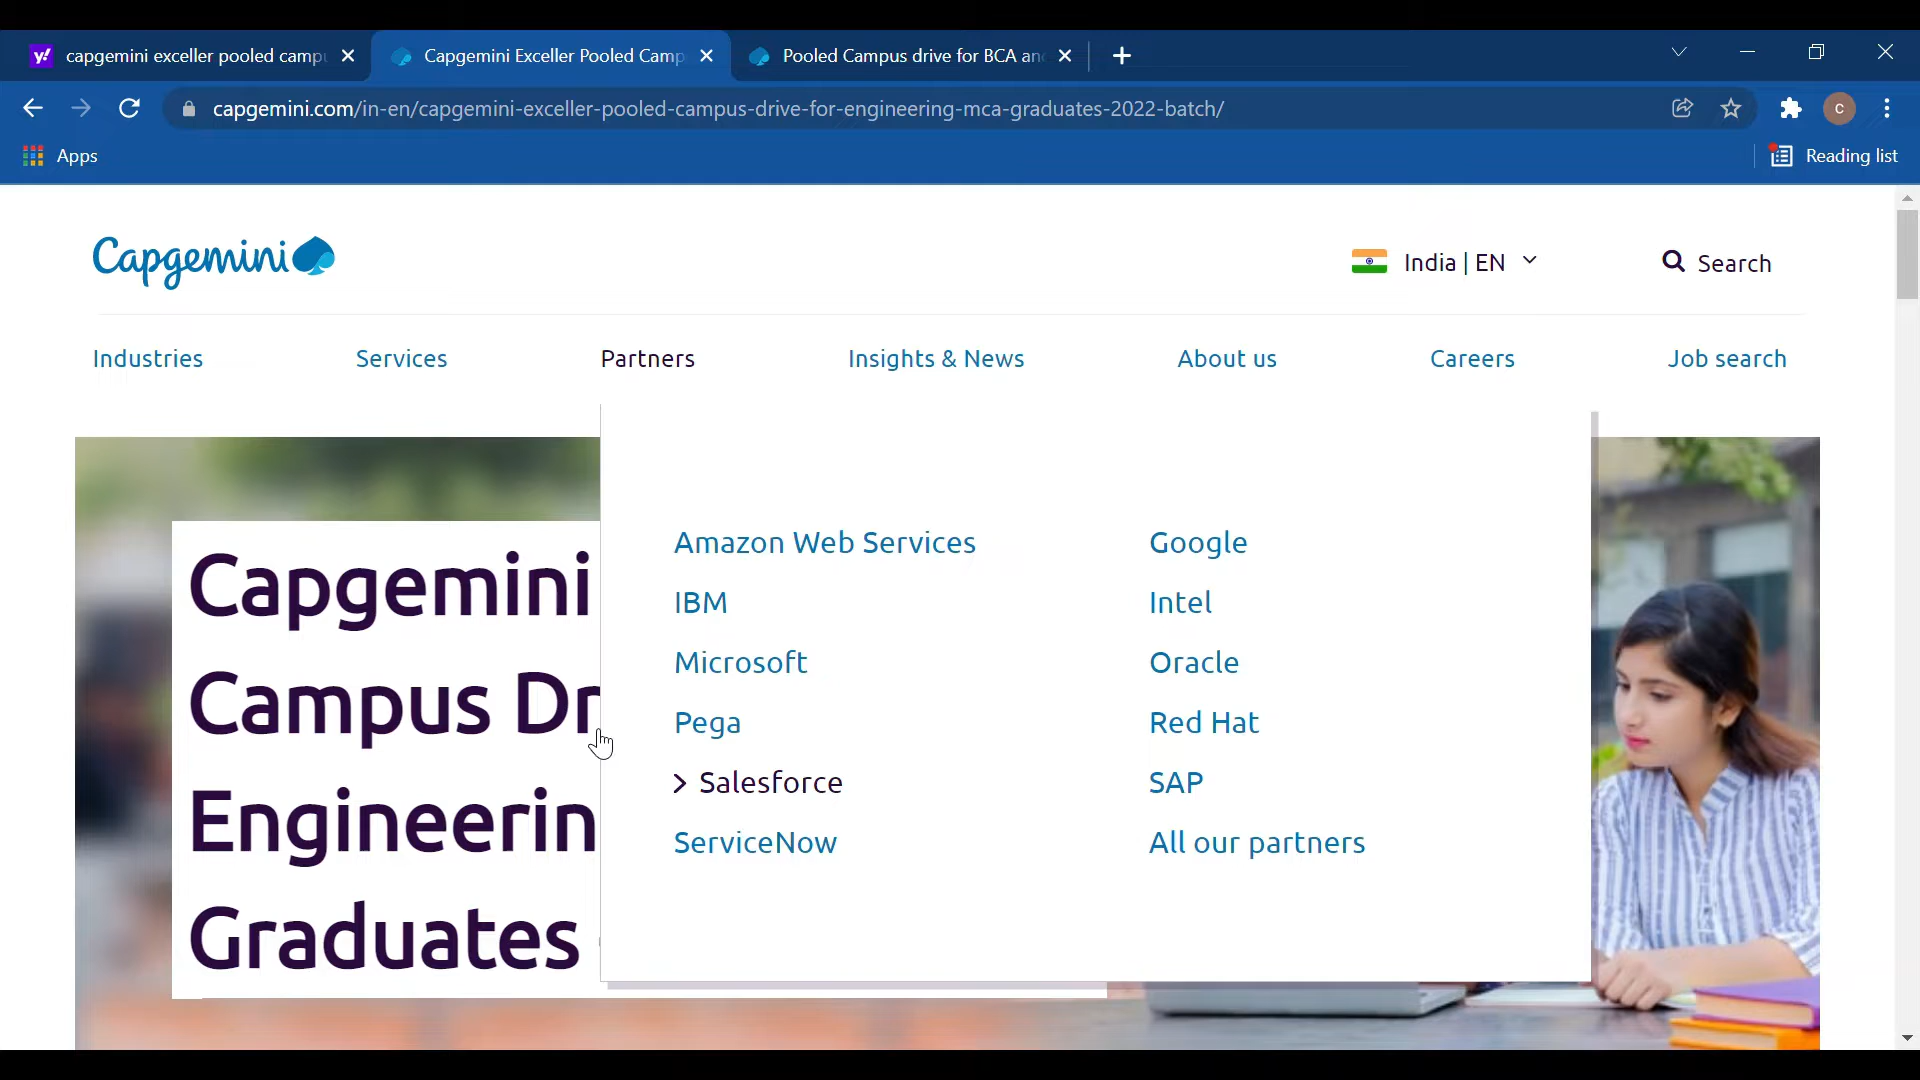 capgemini exceller pooled camp
Capgemini Exceller Pooled Camp
Pooled Campus drive for BCA an
capgemini.com/in-en/capgemini-exceller-pooled-campus-drive-for-engineering-mca-graduates-2022-batch/
c
Apps
Reading list
Capgemini
India | EN
Search
Industries
Services
Partners
Insights & News
About us
Careers
Job search
Capgemini
Campus Dr
Engineerin
Graduates
Amazon Web Services
IBM
Microsoft
Pega
Salesforce
ServiceNow
Google
Intel
Oracle
Red Hat
SAP
All our partners